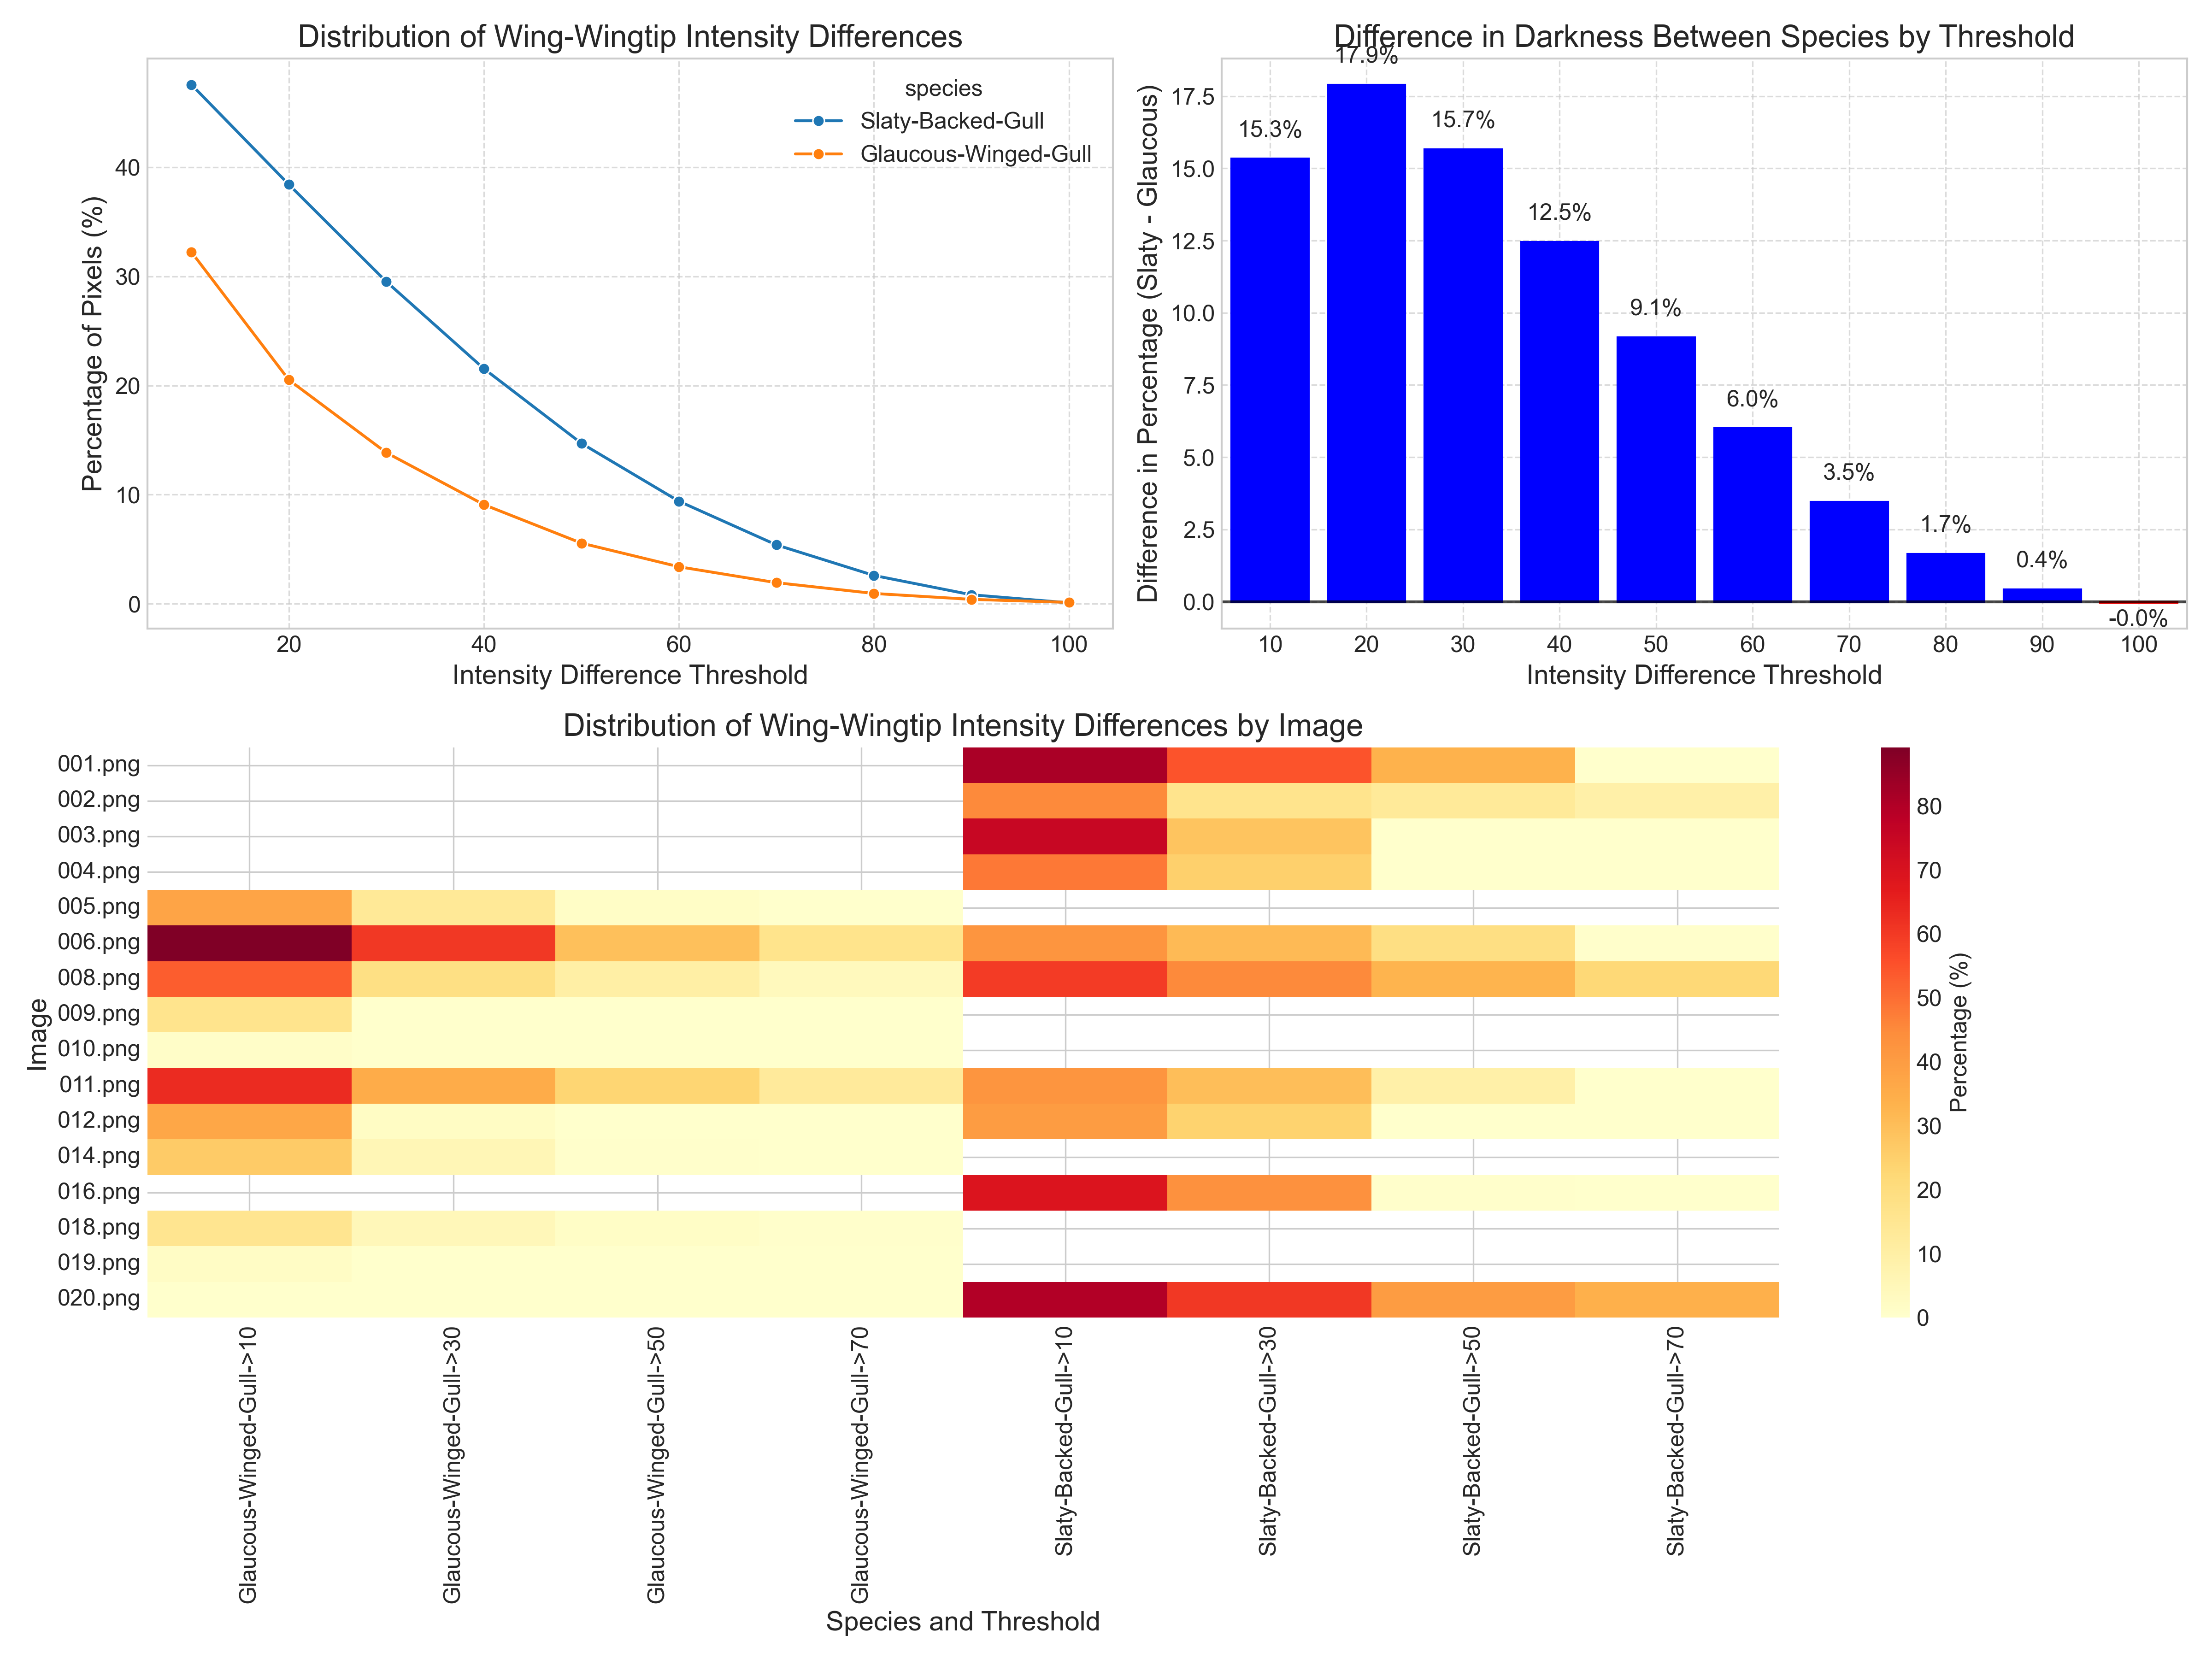 Distribution of Wing-Wingtip Intensity Differences
Percentage of Pixels (%)
40
30
20
10
0
species
Slaty-Backed-Gull
Glaucous-Winged-Gull
20 40 60 80 100
Intensity Difference Threshold
Difference in Darkness Between Species by Threshold
Difference in Percentage (Slaty - Glaucous)
17.5
15.0
12.5
10.0
7.5
5.0
2.5
0.0
15.3%
17.9%
15.7%
12.5%
9.1%
6.0%
3.5%
1.7%
0.4%
-0.0%
10 20 30 40 50 60 70 80 90 100
Intensity Difference Threshold
Distribution of Wing-Wingtip Intensity Differences by Image
Image
001.png
002.png
003.png
004.png
005.png
006.png
008.png
009.png
010.png
011.png
012.png
014.png
016.png
018.png
019.png
020.png
Glaucous-Winged-Gull->10
Glaucous-Winged-Gull->30
Glaucous-Winged-Gull->50
Glaucous-Winged-Gull->70
Slaty-Backed-Gull->10
Slaty-Backed-Gull->30
Slaty-Backed-Gull->50
Slaty-Backed-Gull->70
Species and Threshold
80
70
60
50
40
30
20
10
0
Percentage (%)